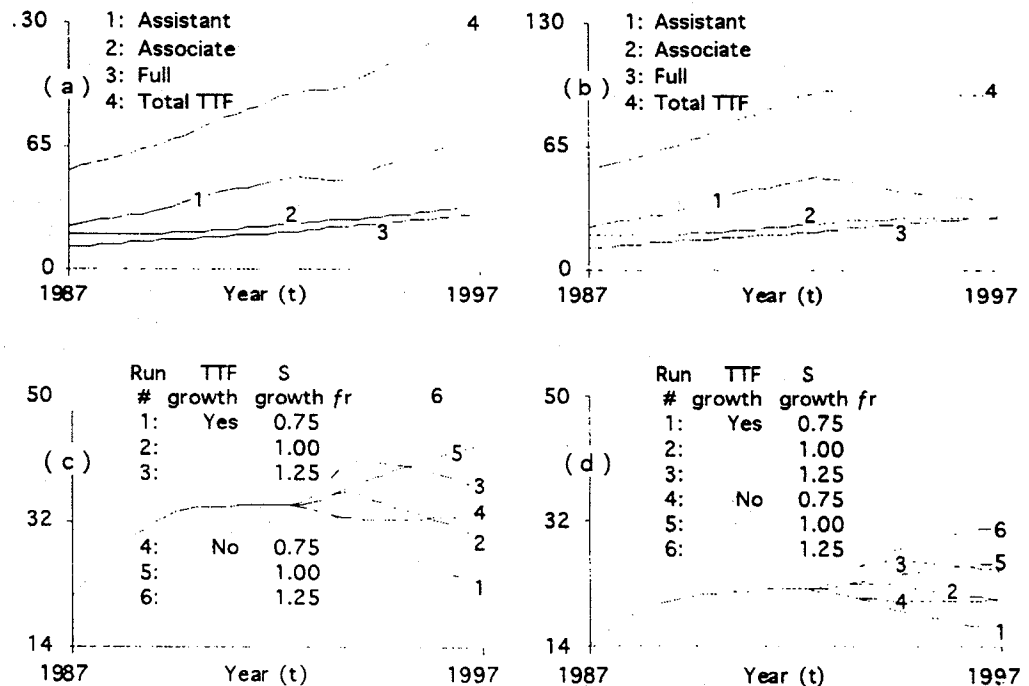 .30
1: Assistant
2: Associate
3: Full
4: Total TTF
(a)
65
0
1
2
3
4
1987 Year (t) 1997
130
1: Assistant
2: Associate
3: Full
4: Total TTF
(b)
65
0
1
2
3
4
1987 Year (t) 1997
Run TTF S
# growth growth fr
1: Yes 0.75
2: 1.00
3: 1.25
4: No 0.75
5: 1.00
6: 1.25
50
(c)
32
14
6
5
3
4
2
1
1987 Year (t) 1997
Run TTF S
# growth growth fr
1: Yes 0.75
2: 1.00
3: 1.25
4: No 0.75
5: 1.00
6: 1.25
50
(d)
32
14
6
3
5
2
4
1
1987 Year (t) 1997